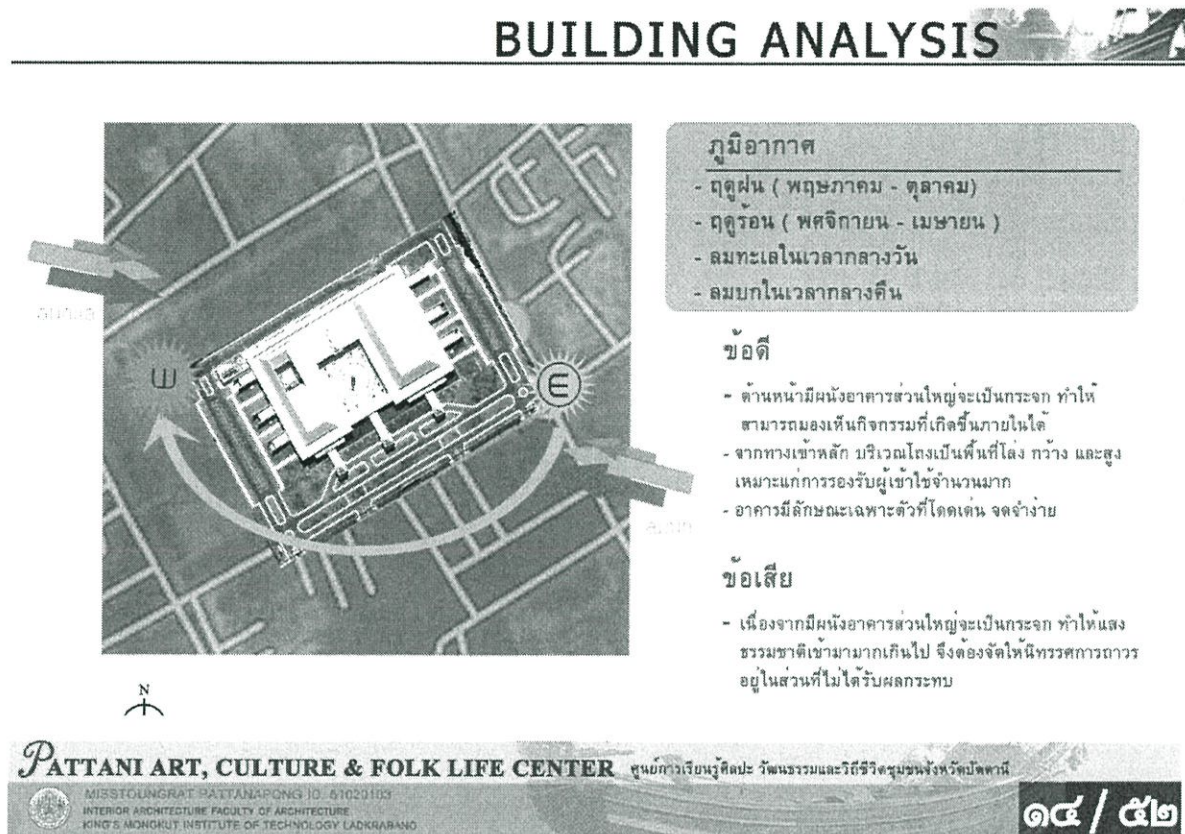 BUILDING ANALYSIS
ภูมิอากาศ
- ฤดูฝน ( พฤษภาคม - ตุลาคม)
- ฤดูร้อน ( พศจิกายน - เมษายน )
- ลมทะเลในเวลากลางวัน
- ลมบกในเวลากลางคืน
ลมทะเล
W
E
ลมบก
ข้อดี
- ด้านหน้ามีผนังอาคารส่วนใหญ่จะเป็นกระจก ทำให้
สามารถมองเห็นกิจกรรมที่เกิดขึ้นภายในได้
- จากทางเข้าหลัก บริเวณโถงเป็นพื้นที่โล่ง กว้าง และสูง
เหมาะแก่การรองรับผู้เข้าใช้จำนวนมาก
- อาคารมีลักษณะเฉพาะตัวที่โดดเด่น จดจำง่าย
ข้อเสีย
- เนื่องจากมีผนังอาคารส่วนใหญ่จะเป็นกระจก ทำให้แสง
ธรรมชาติเข้ามามากเกินไป จึงต้องจัดให้นิทรรศการถาวร
อยู่ในส่วนที่ไม่ได้รับผลกระทบ
N
PATTANI ART, CULTURE & FOLK LIFE CENTER ศูนย์การเรียนรู้ศิลปะ วัฒนธรรมและวิถีชีวิตชุมชนจังหวัดปัตตานี
MISSTOUNGRAT PATTANAPONG ID. 51020103
INTERIOR ARCHITECTURE FACULTY OF ARCHITECTURE
KING'S MONGKUT INSTITUTE OF TECHNOLOGY LADKRABANG
๑๔ / ๕๒